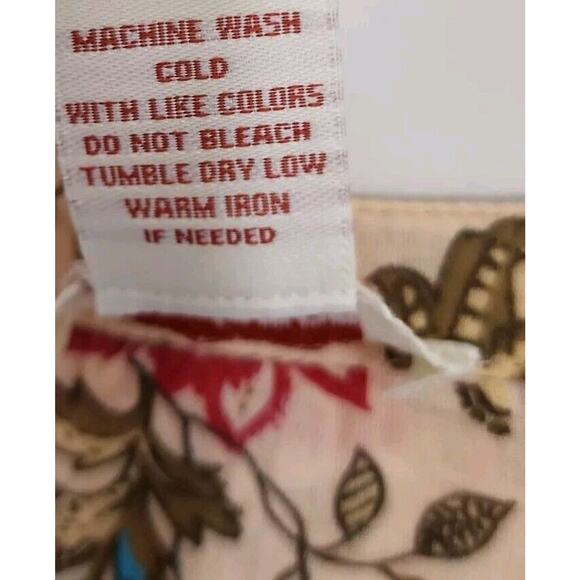 MACHINE WASH
COLD
WITH LIKE COLORS
DO NOT BLEACH
TUMBLE DRY LOW
WARM IRON
IF NEEDED